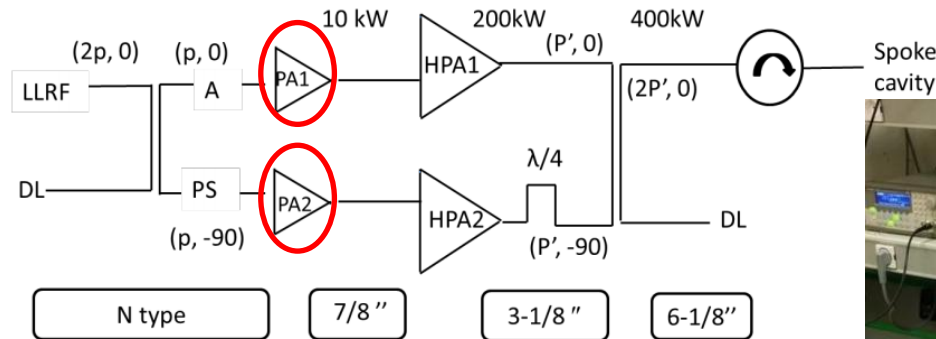 10 kW
200kW
400kW
(2p, 0)
(p, 0)
(P’, 0)
LLRF
A
PA1
HPA1
(2P’, 0)
Spoke
cavity
λ/4
DL
PS
PA2
HPA2
DL
(p, -90)
(P’, -90)
N type
7/8 ’’
3-1/8 ’’
6-1/8’’